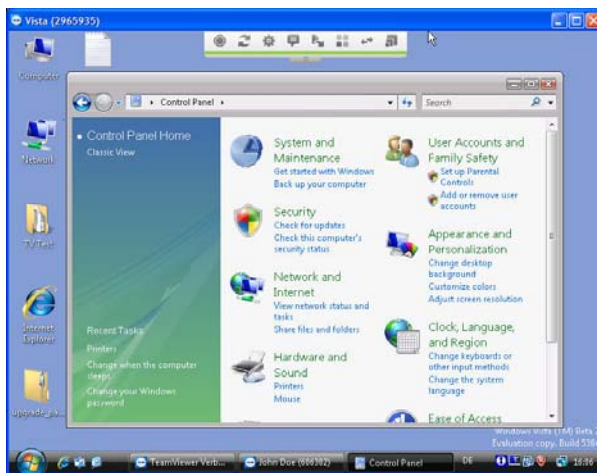 Vista (2965935)
Computer
Network
TVTest
Internet
Explorer
Control Panel
Search
Control Panel Home
Classic View
Recent Tasks
Printers
Change when the computer
sleeps
Change your Windows
password
System and
Maintenance
Get started with Windows
Back up your computer
Security
Check for updates
Check this computer's
security status
Network and
Internet
View network status and
tasks
Share files and folders
Hardware and
Sound
Printers
Mouse
User Accounts and
Family Safety
Set up Parental
Controls
Add or remove user
accounts
Appearance and
Personalization
Change desktop
background
Customize colors
Adjust screen resolution
Clock, Language,
and Region
Change keyboards or
other input methods
Change the system
language
Ease of Access
Windows Vista (TM) Beta 2
Evaluation copy. Build
TeamViewer Verb...
John Doe (606382)
Control Panel
DE
16:06